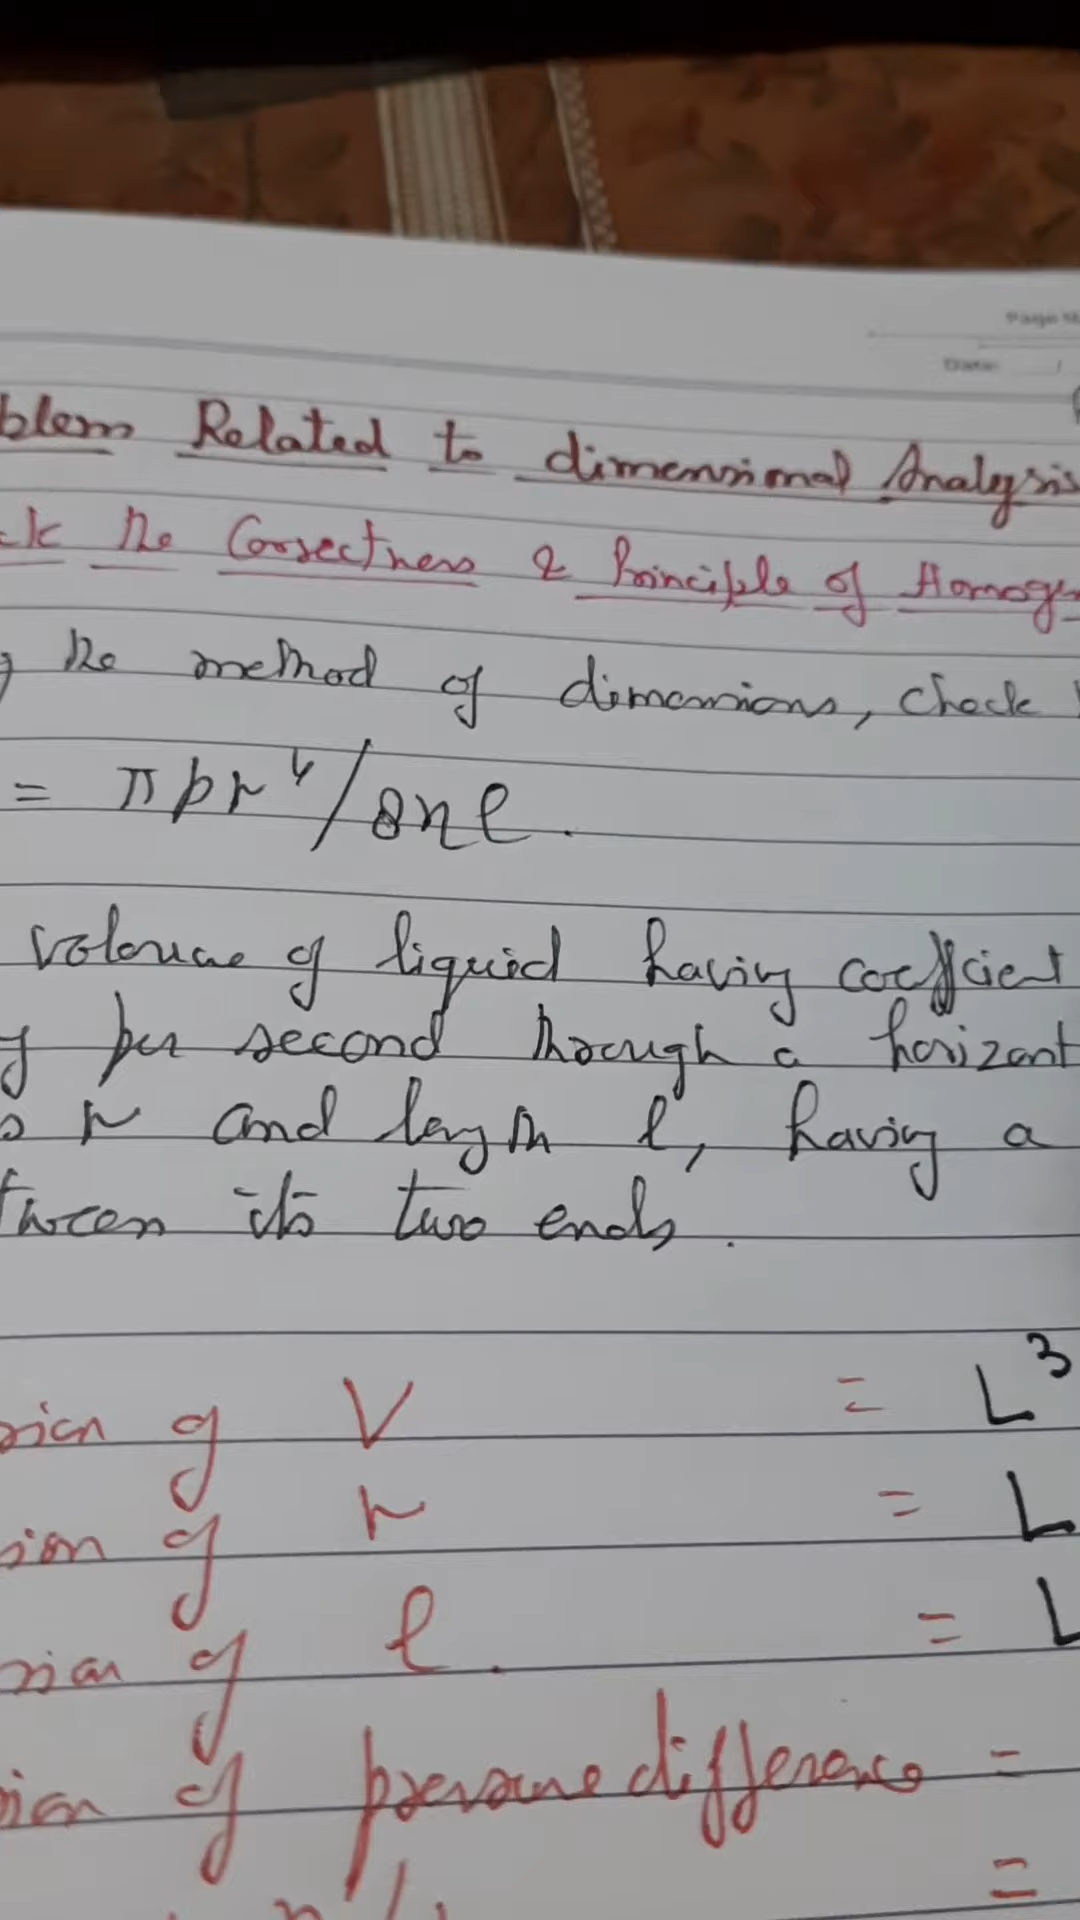 Page N
Date: /
blem Related to dimensional Analysis
ck the Correctness & Principle of Homoge
g the method of dimensions, check
= πpr⁴/8ηl.
volume of liquid having coefficient
g per second through a horizont
s r and length l, having a
tween its two ends.
sion of V = L³
sion of r = L
sion of l. = L
sion of pressure difference =
=